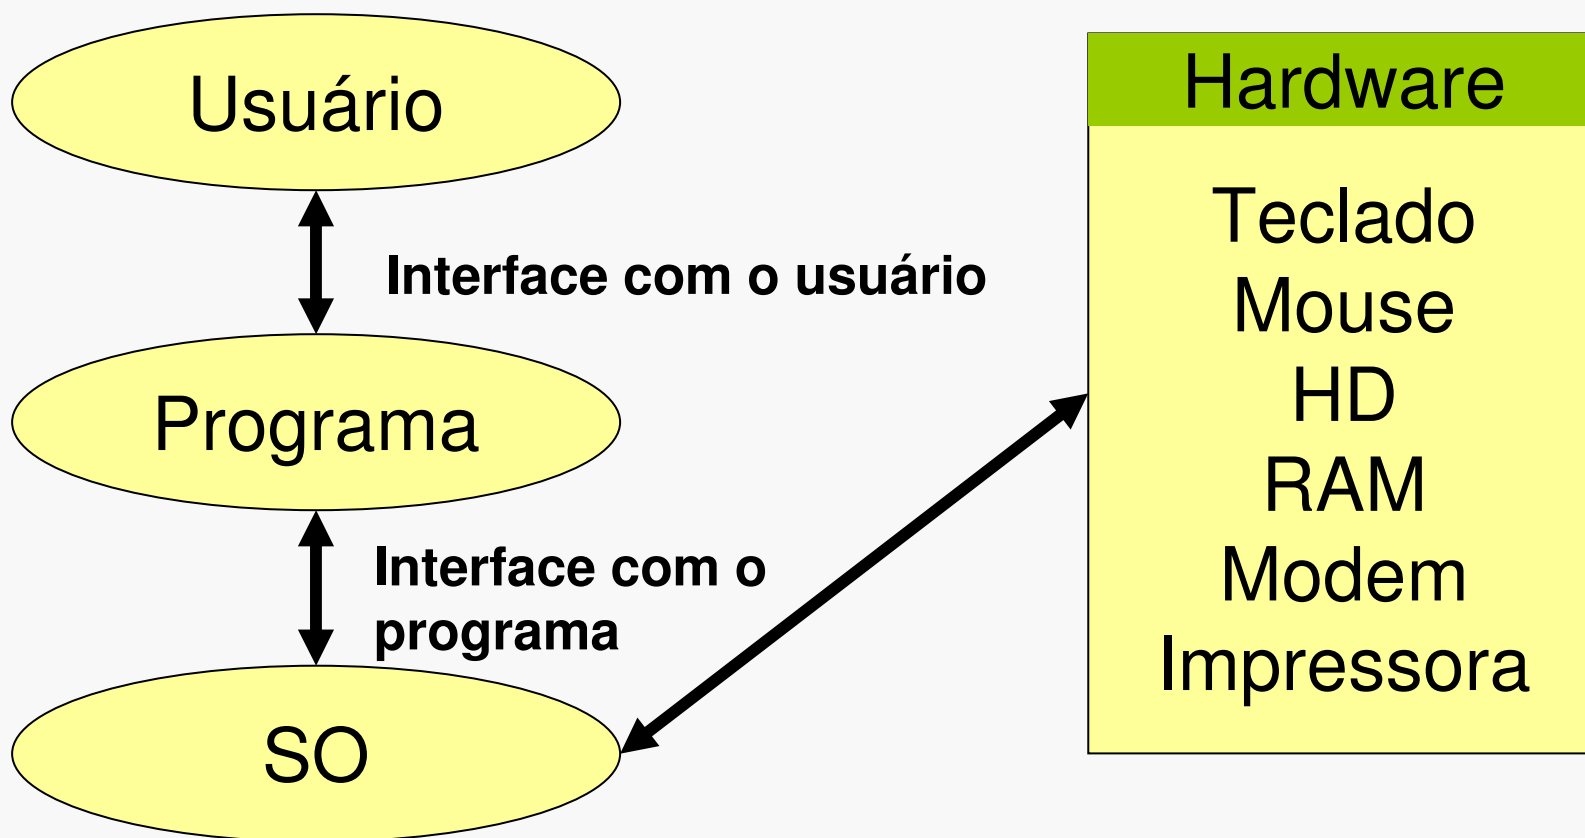 Usuário
Interface com o usuário
Programa
Interface com o
programa
SO
Hardware
Teclado
Mouse
HD
RAM
Modem
Impressora